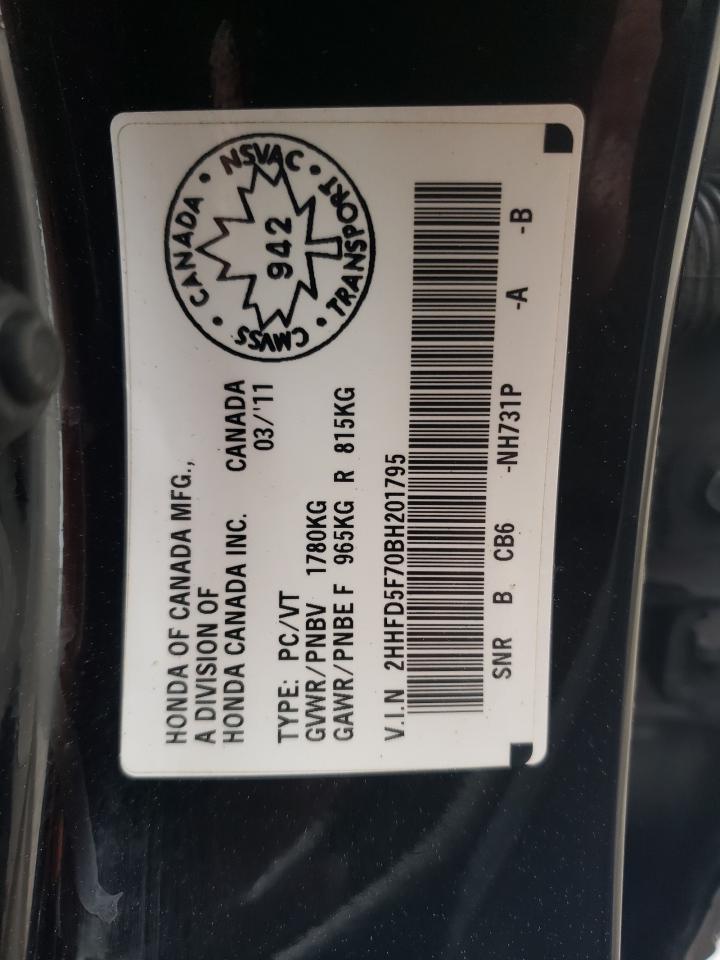 HONDA OF CANADA MFG.,
A DIVISION OF
HONDA CANADA INC. CANADA
03/'11
TYPE: PC/VT
GVWR/PNBV 1780KG
GAWR/PNBE F 965KG R 815KG
V.I.N 2HHFD5F70BH201795
SNR B CB6 -NH731P -A -B
CANADA • NSVAC • TRANSPORT • CMVSS •
942